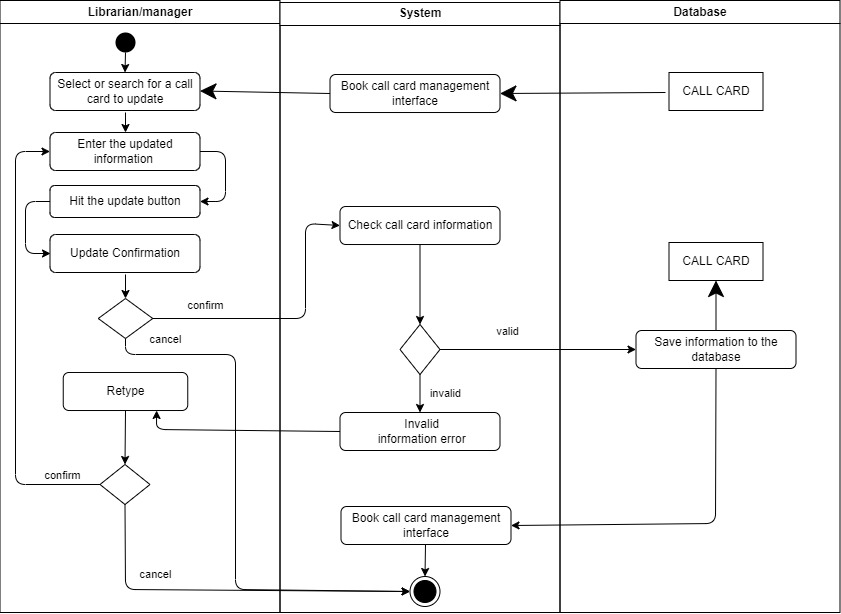 Librarian/manager
System
Database
Select or search for a call
card to update
Book call card management
interface
CALL CARD
Enter the updated
information
Hit the update button
Check call card information
Update Confirmation
CALL CARD
confirm
cancel
valid
Save information to the
database
Retype
invalid
Invalid
information error
confirm
Book call card management
interface
cancel